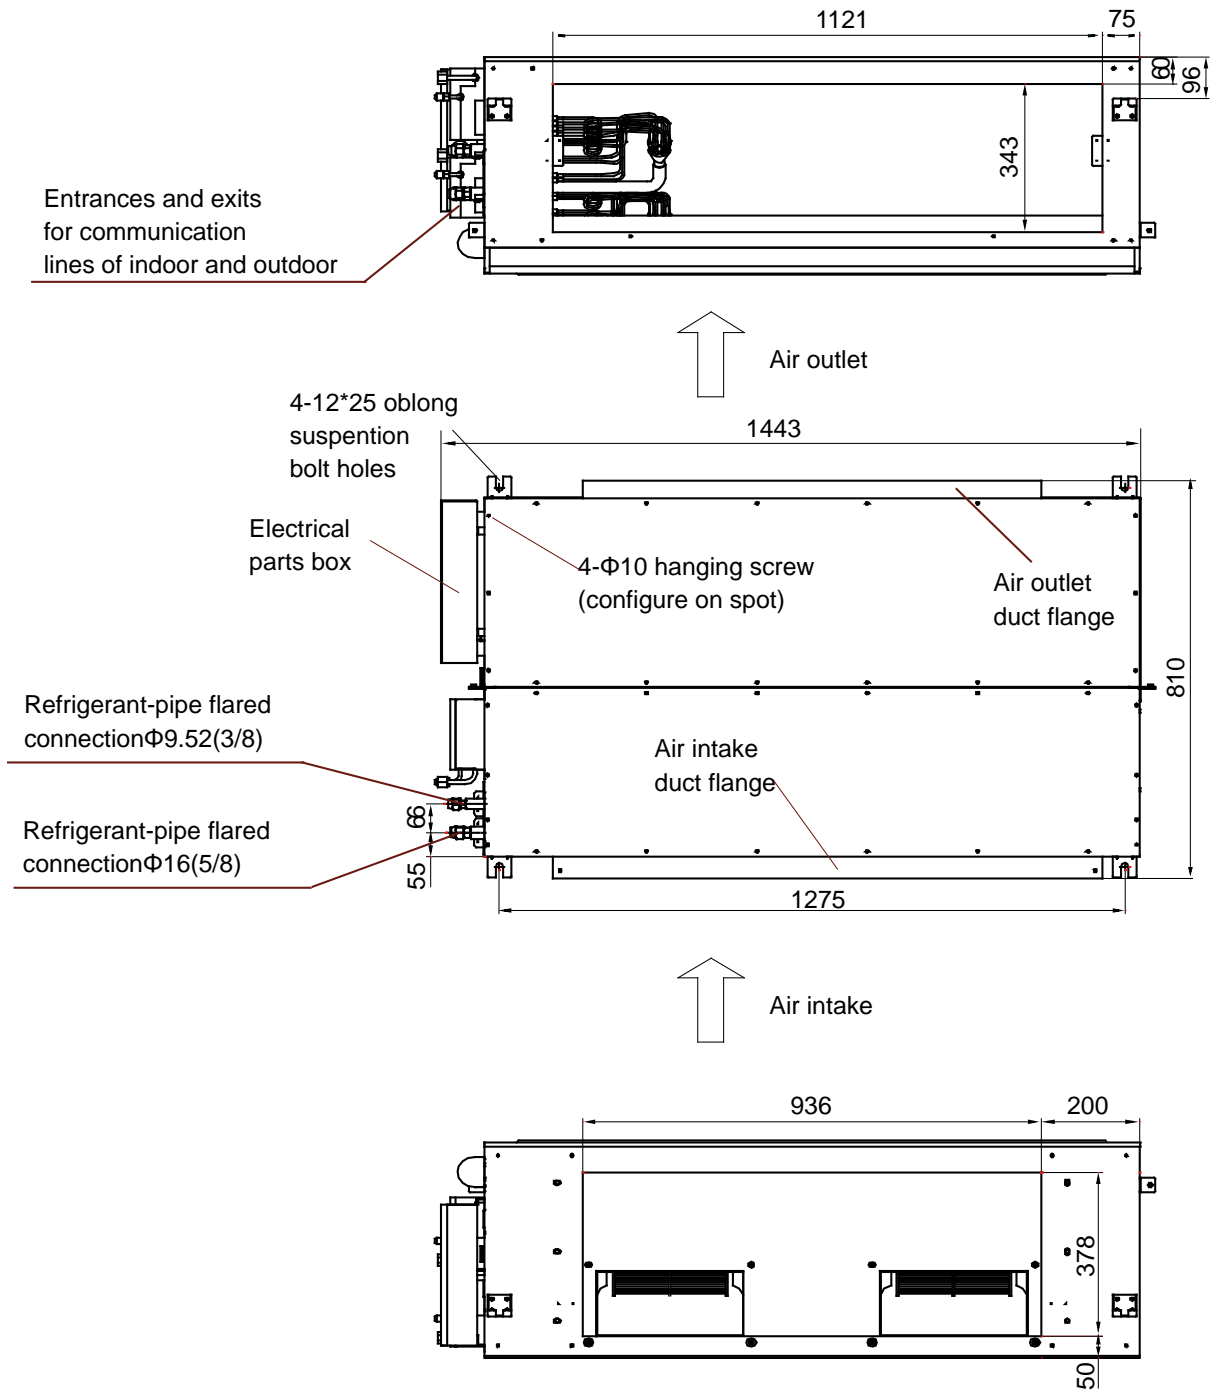 1121
75
60
96
343
Entrances and exits
for communication
lines of indoor and outdoor
Air outlet
4-12*25 oblong
suspention
bolt holes
1443
Electrical
parts box
4-Φ10 hanging screw
(configure on spot)
Air outlet
duct flange
810
Refrigerant-pipe flared
connectionΦ9.52(3/8)
Air intake
duct flange
66
Refrigerant-pipe flared
connectionΦ16(5/8)
55
1275
Air intake
936
200
378
50